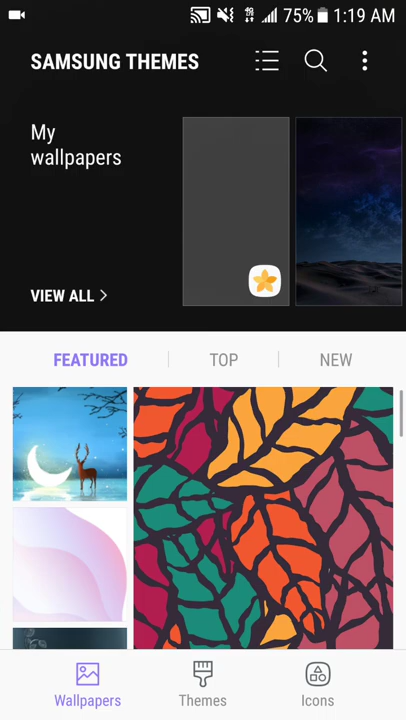 75% 1:19 AM
SAMSUNG THEMES
My
wallpapers
VIEW ALL
FEATURED
TOP
NEW
Wallpapers
Themes
Icons